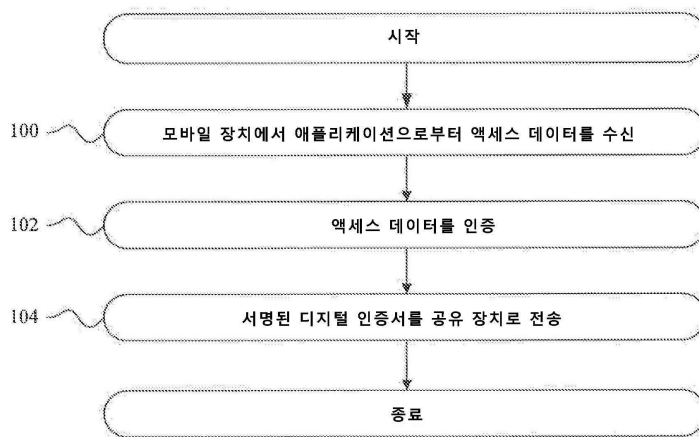 시작
100 모바일 장치에서 애플리케이션으로부터 액세스 데이터를 수신
102 액세스 데이터를 인증
104 서명된 디지털 인증서를 공유 장치로 전송
종료